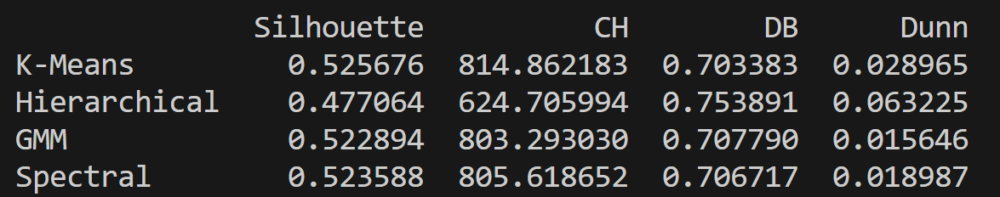 Silhouette CH DB Dunn
K-Means 0.525676 814.862183 0.703383 0.028965
Hierarchical 0.477064 624.705994 0.753891 0.063225
GMM 0.522894 803.293030 0.707790 0.015646
Spectral 0.523588 805.618652 0.706717 0.018987